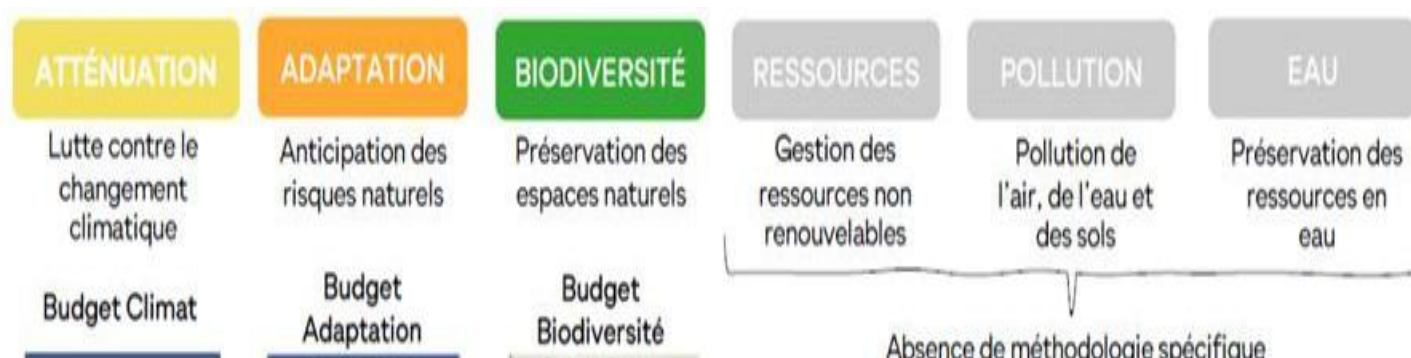 ATTÉNUATION
Lutte contre le
changement
climatique
Budget Climat
ADAPTATION
Anticipation des
risques naturels
Budget
Adaptation
BIODIVERSITÉ
Préservation des
espaces naturels
Budget
Biodiversité
RESSOURCES
Gestion des
ressources non
renouvelables
POLLUTION
Pollution de
l'air, de l'eau et
des sols
EAU
Préservation des
ressources en
eau
Absence de méthodologie spécifique